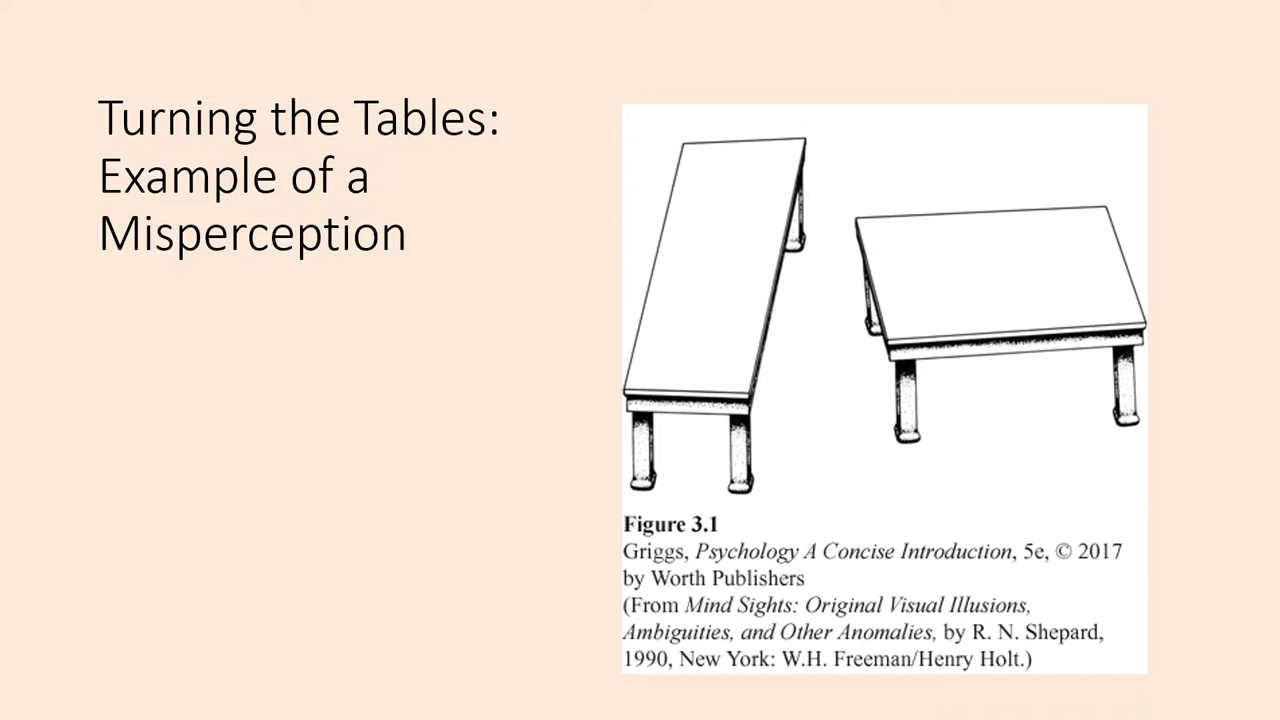 Turning the Tables:
Example of a
Misperception
Figure 3.1
Griggs, Psychology A Concise Introduction, 5e, © 2017
by Worth Publishers
(From Mind Sights: Original Visual Illusions,
Ambiguities, and Other Anomalies, by R. N. Shepard,
1990, New York: W.H. Freeman/Henry Holt.)